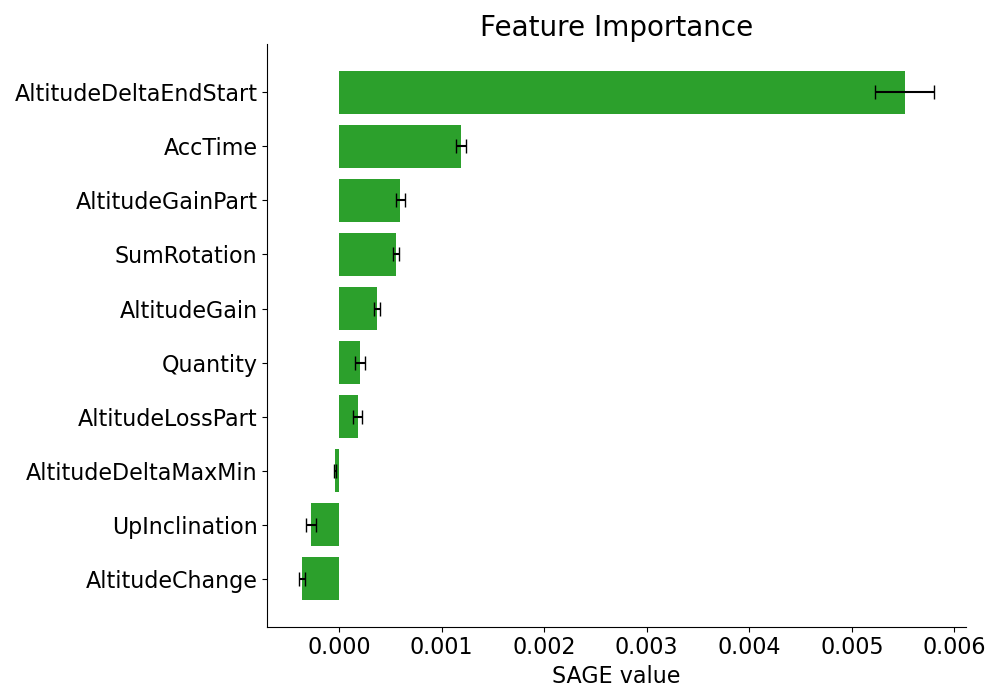 Feature Importance
AltitudeDeltaEndStart
AccTime
AltitudeGainPart
SumRotation
AltitudeGain
Quantity
AltitudeLossPart
AltitudeDeltaMaxMin
UpInclination
AltitudeChange
0.000 0.001 0.002 0.003 0.004 0.005 0.006
SAGE value